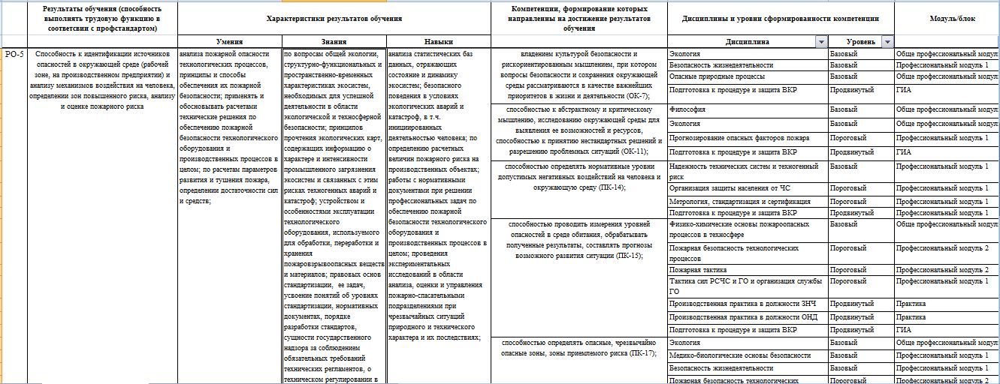 Результаты обучения (способность
выполнять трудовую функцию в
соответсвии с профстандартом)
Характеристики результатов обучения
Компетенции, формирование которых
направленны на достижение результатов
обучения
Дисциплины и уровни сформированности компетенции
Модуль/блок
Умения
Знания
Навыки
Дисциплина
Уровень
РО-5
Способность к идентификации источников
опасностей в окружающей среде (рабочей
зоне, на производственном предприятии) и
анализу механизмов воздействия на человека,
определении зон повышенного риска, анализу
и оценке пожарного риска
анализа пожарной опасности
технологических процессов,
принципы и способы
обеспечения их пожарной
безопасности; применять и
обосновывать расчетами
технические решения по
обеспечению пожарной
безопасности технологического
оборудования и
производственных процессов в
целом; по расчетам параметров
развития и тушения пожара,
определении достаточности сил
и средств;
по вопросам общей экологии,
структурно-функциональных и
пространственно-временных
характеристиках экосистем,
необходимых для успешной
деятельности в области
экологической и техносферной
безопасности; принципов
прочтения экологических карт,
содержащих информацию о
характере и интенсивности
промышленного загрязнения
экосистем и связанных с этим
рисках техногенных аварий и
катастроф; устройством и
особенностями эксплуатации
технологического
оборудования, используемого
для обработки, переработки и
хранения
пожаровзрывоопасных веществ
и материалов; правовых основ
стандартизации, ее задач,
усвоение понятий об уровнях
стандартизации, нормативных
документах, порядке
разработки стандартов,
сущности государственного
надзора за соблюдением
обязательных требований
технических регламентов, о
техническом регулировании в
анализа статистических баз
данных, отражающих
состояние и динамику
экосистем; безопасного
поведения в условиях
экологических аварий и
катастроф, в т.ч.
инициированных
деятельностью человека; по
определению расчетных
величин пожарного риска на
производственных объектах;
работы с нормативными
документами при решении
профессиональных задач по
обеспечению пожарной
безопасности технологического
оборудования и
производственных процессов в
целом; проведения
экспериментальных
исследований в области
анализа, оценки и управления
пожарно-спасательными
подразделениями при
чрезвычайных ситуаций
природного и технического
характера и их последствиях;
владением культурой безопасности и
рискориентированным мышлением, при котором
вопросы безопасности и сохранения окружающей
среды рассматриваются в качестве важнейших
приоритетов в жизни и деятельности (ОК-7);
Экология Базовый Обще профессиональный модул
Безопасность жизнедеятельности Базовый Профессиональный модуль 1
Опасные природные процессы Базовый Обще профессиональный модул
Подгготовка к процедуре и защита ВКР Продвинутый ГИА
способностью к абстрактному и критическому
мышлению, исследованию окружающей среды для
выявления ее возможностей и ресурсов,
способностью к принятию нестандартных решений и
разрешению проблемных ситуаций (ОК-11);
Философия Базовый Обще профессиональный модул
Экология Базовый Обще профессиональный модул
Прогнозирование опасных факторов пожара Пороговый Профессиональный модуль 1
Подгготовка к процедуре и защита ВКР Продвинутый ГИА
способностью определять нормативные уровни
допустимых негативных воздействий на человека и
окружающую среду (ПК-14);
Надежность технических систем и техногенный
риск
Базовый Профессиональный модуль 1
Организация защиты населения от ЧС Пороговый Профессиональный модуль 1
Метрология, стандартизация и сертификация Пороговый Профессиональный модуль 1
Подгготовка к процедуре и защита ВКР Продвинутый Профессиональный модуль 1
способностью проводить измерения уровней
опасностей в среде обитания, обрабатывать
полученные результаты, составлять прогнозы
возможного развития ситуации (ПК-15);
Физико-химические основы пожароопасных
процессов в техносфере
Базовый Обще профессиональный модул
Пожарная безопасность технологических
процессов
Пороговый Профессиональный модуль 2
Пожарная тактика Пороговый Профессиональный модуль 2
Тактика сил РСЧС и ГО и организация службы
ГО
Пороговый Профессиональный модуль 1
Производственная практика в должности ЗНЧ Продвинутый Практика
Производственная практика в должности ОНД Продвинутый Практика
Подгготовка к процедуре и защита ВКР Продвинутый ГИА
способностью определять опасные, чрезвычайно
опасные зоны, зоны приемлемого риска (ПК-17);
Экология Базовый Обще профессиональный модул
Медико-биологические основы безопасности Базовый Профессиональный модуль 1
Безопасность жизнедеятельности Базовый Профессиональный модуль 1
Пожарная безопасность технологических Базовый Профессиональный модуль 2